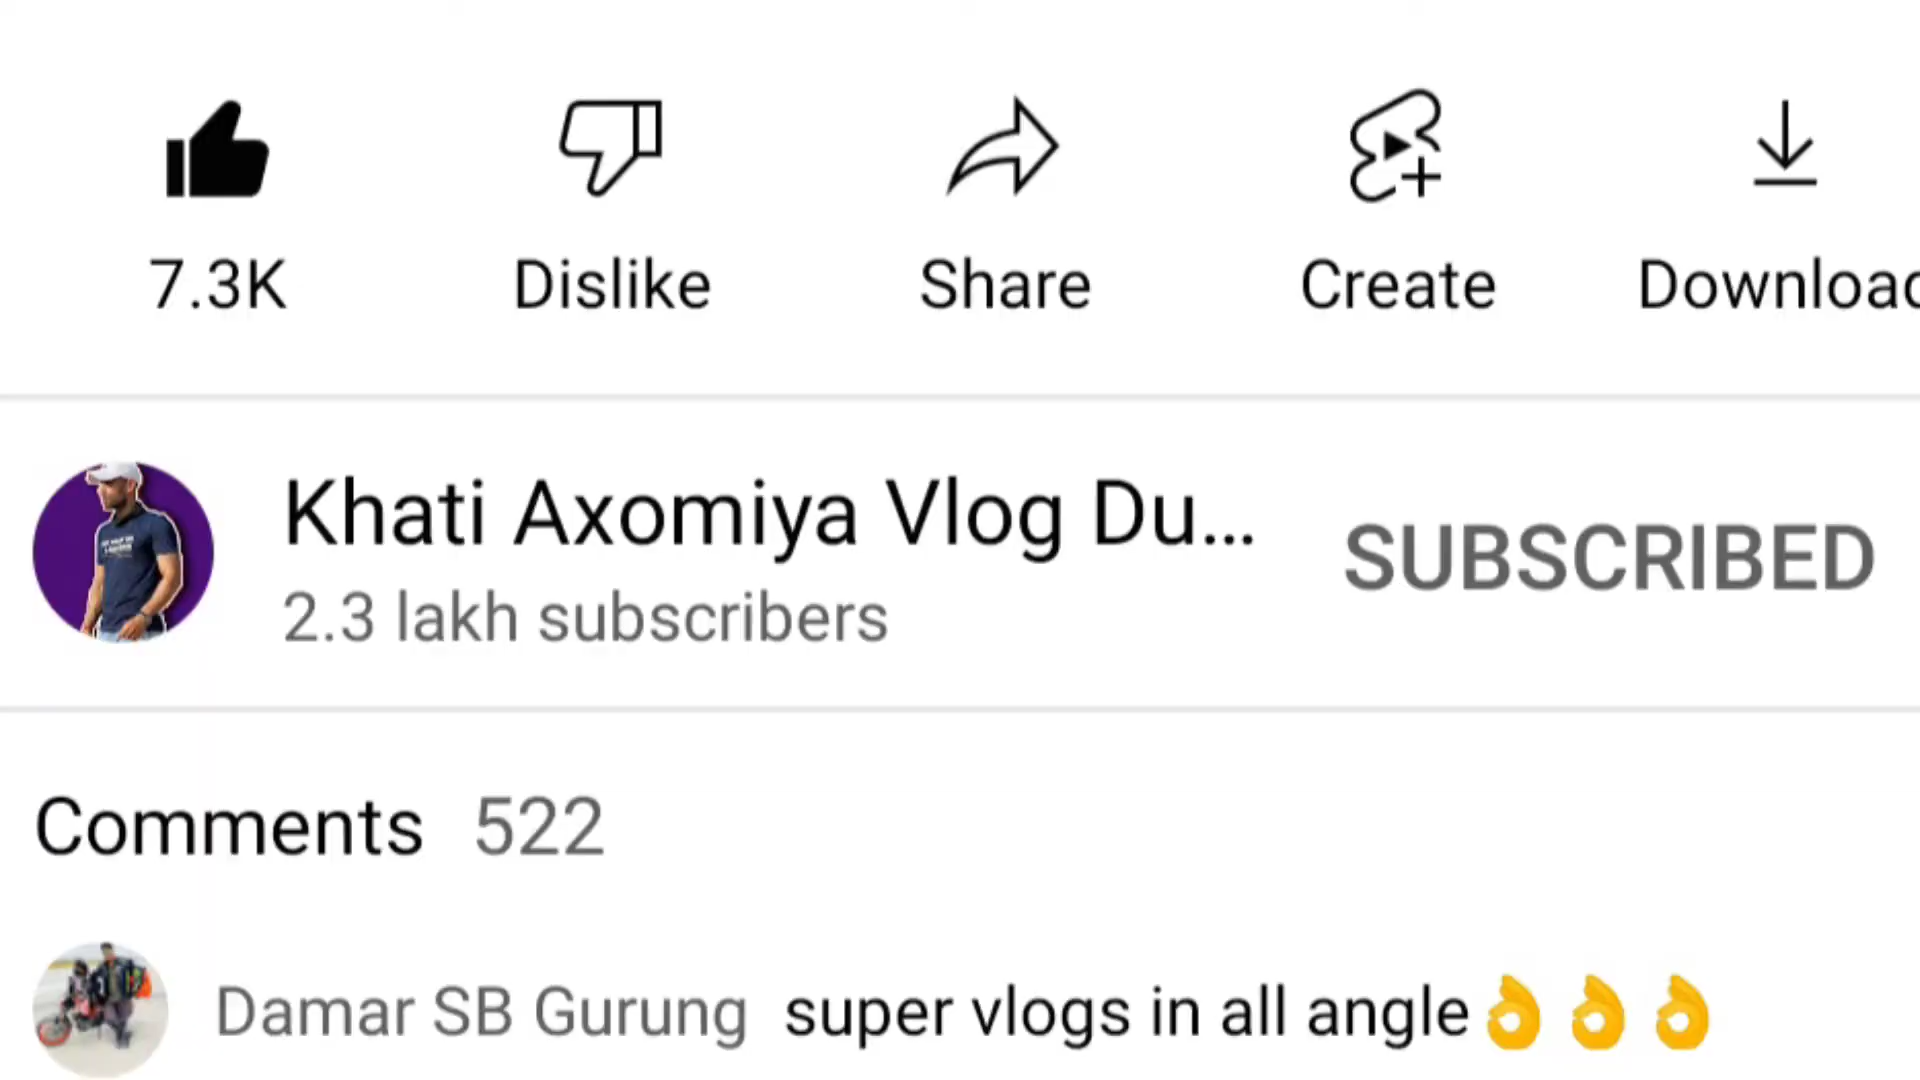 7.3K Dislike Share Create Download
Khati Axomiya Vlog Du... SUBSCRIBED
2.3 lakh subscribers
Comments 522
Damar SB Gurung super vlogs in all angle👌👌👌